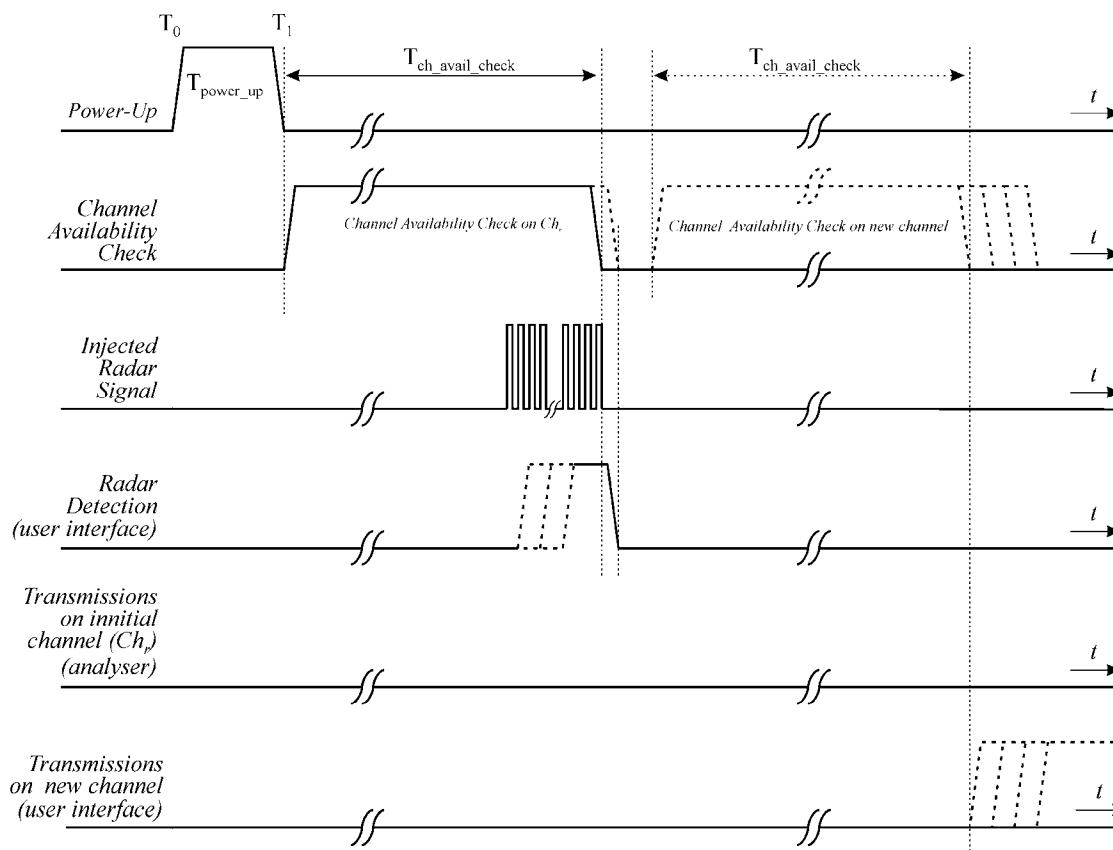 T0 T1
Tch_avail_check Tch_avail_check
Tpower_up
Power-Up
t
Channel
Availability
Check
Channel Availability Check on Chr
Channel Availability Check on new channel
t
Injected
Radar
Signal
t
Radar
Detection
(user interface)
t
Transmissions
on innitial
channel (Chr)
(analyser)
t
Transmissions
on new channel
(user interface)
t